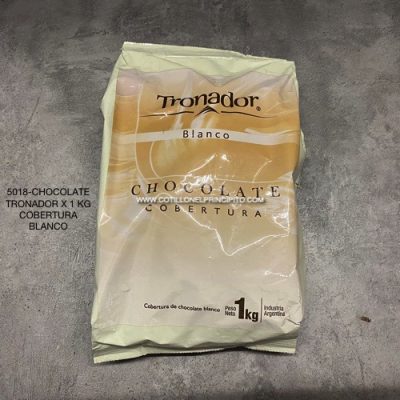 5018-CHOCOLATE
TRONADOR X 1 KG
COBERTURA
BLANCO
Tronador®
Blanco
CHOCOLATE
WWW.COTILLONELPRINCIPITO.COM
COBERTURA
Cobertura de chocolate blanco
Peso
Neto
1kg
Industria
Argentina